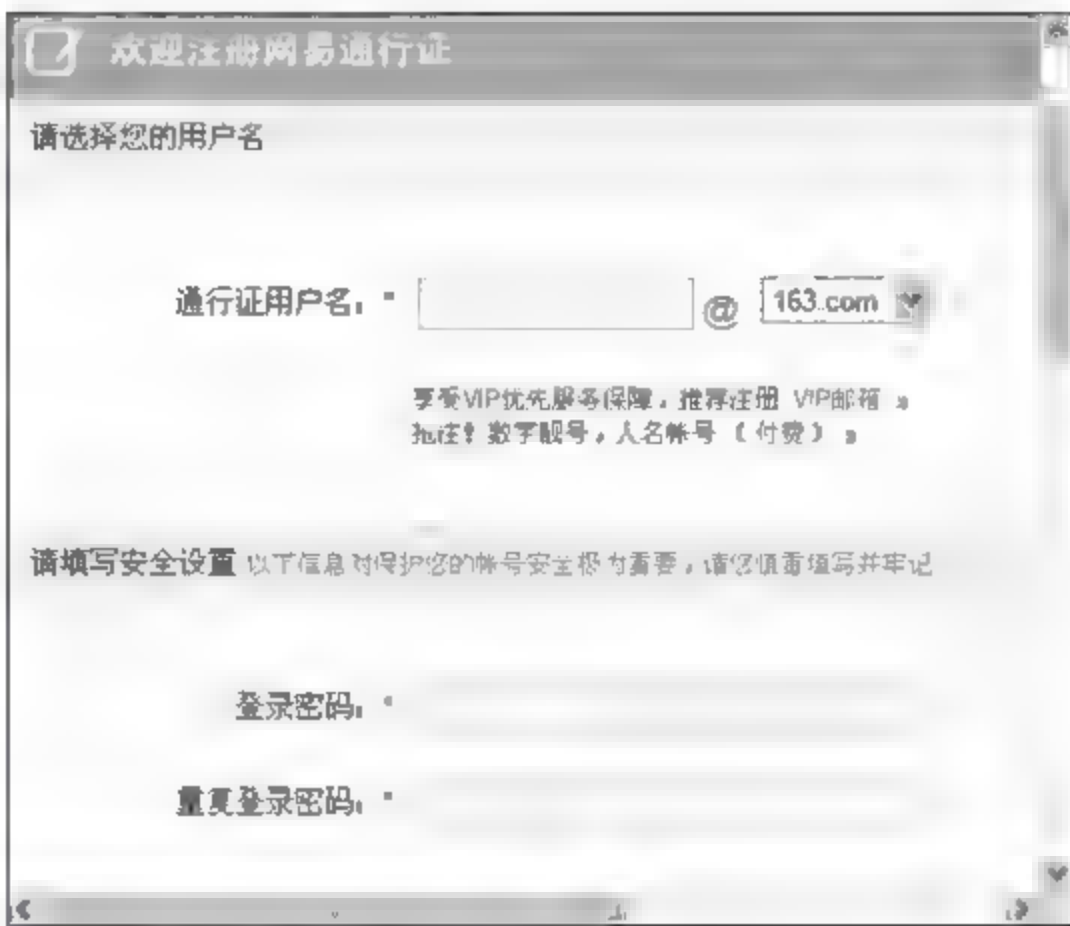 欢迎注册网易通行证
请选择您的用户名
通行证用户名：* @ 163.com
享受VIP优先服务保障，推荐注册 VIP邮箱 »
抢注！数字靓号，人名帐号（付费）»
请填写安全设置 以下信息对保护您的帐号安全极为重要，请您慎重填写并牢记
登录密码：*
重复登录密码：*